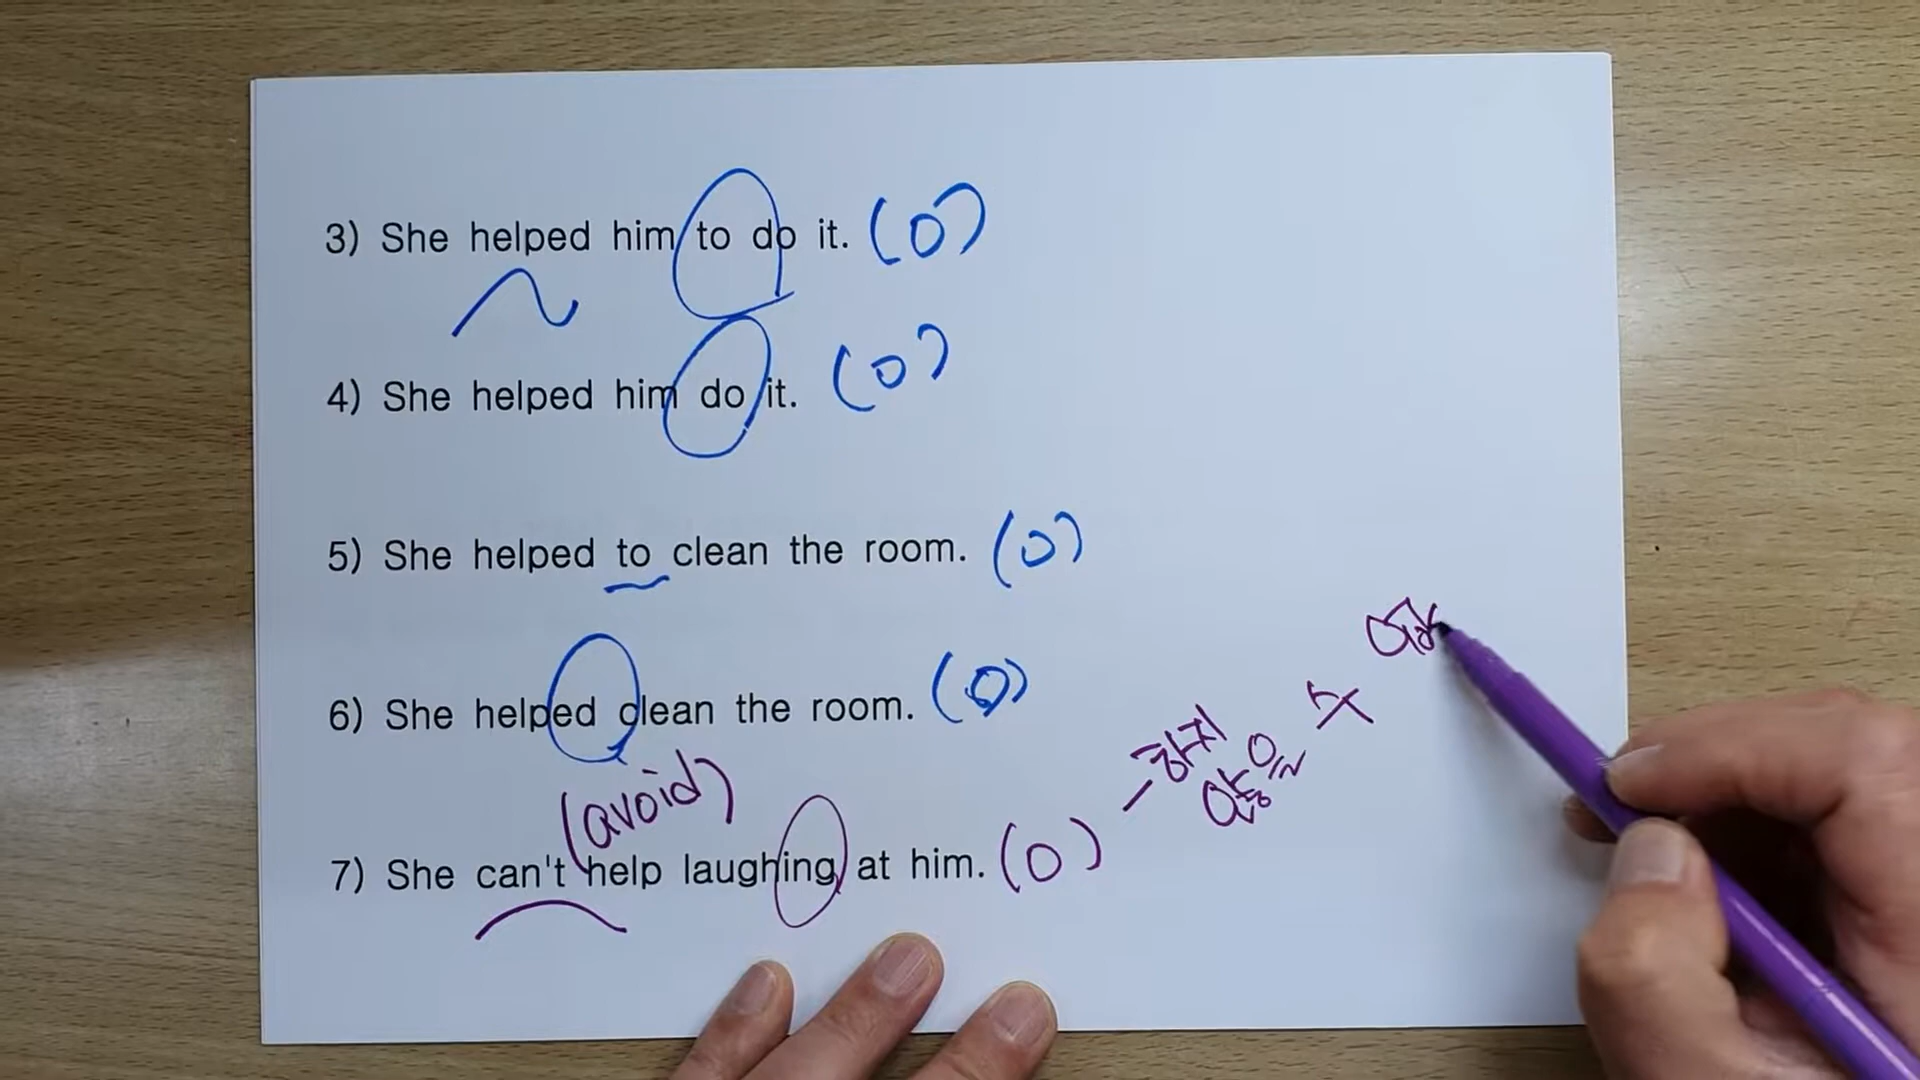 3) She helped him to do it. (O)
4) She helped him do it. (O)
5) She helped to clean the room. (O)
6) She helped clean the room. (O)
(avoid)
7) She can't help laughing at him. (O)
-하지
않을 수